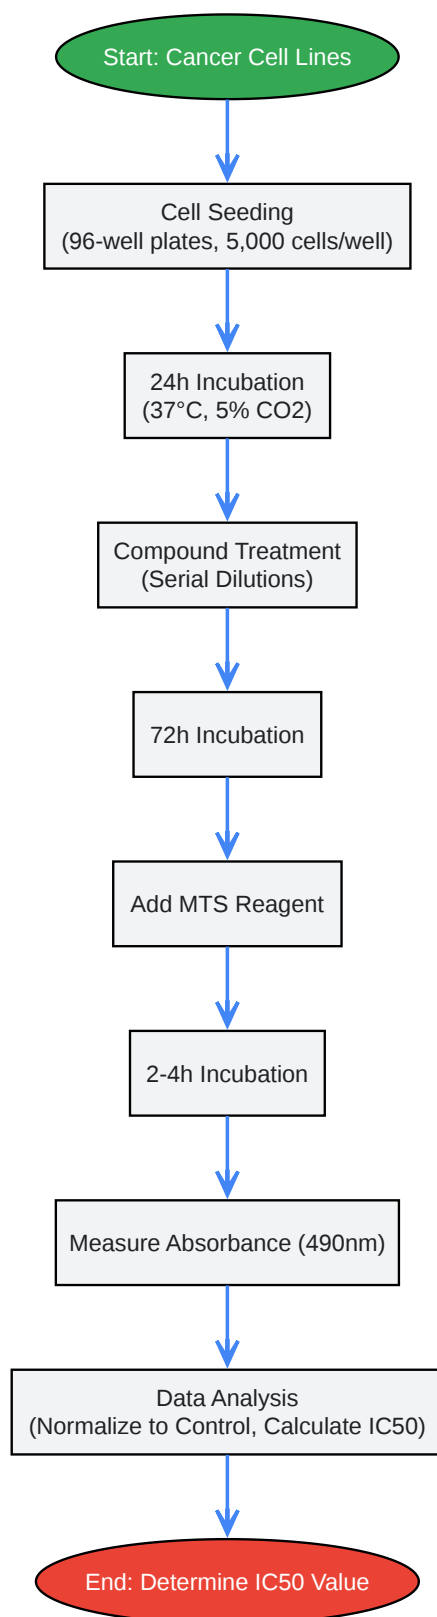 Start: Cancer Cell Lines
Cell Seeding
(96-well plates, 5,000 cells/well)
24h Incubation
(37°C, 5% CO2)
Compound Treatment
(Serial Dilutions)
72h Incubation
Add MTS Reagent
2-4h Incubation
Measure Absorbance (490nm)
Data Analysis
(Normalize to Control, Calculate IC50)
End: Determine IC50 Value